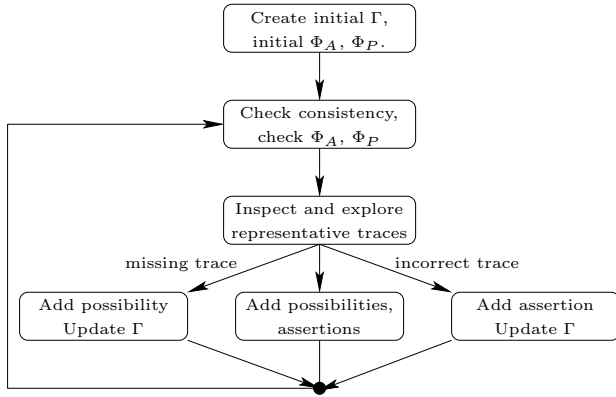 Create initial Γ,
initial Φ_A, Φ_P.
Check consistency,
check Φ_A, Φ_P
Inspect and explore
representative traces
missing trace
incorrect trace
Add possibility
Update Γ
Add possibilities,
assertions
Add assertion
Update Γ